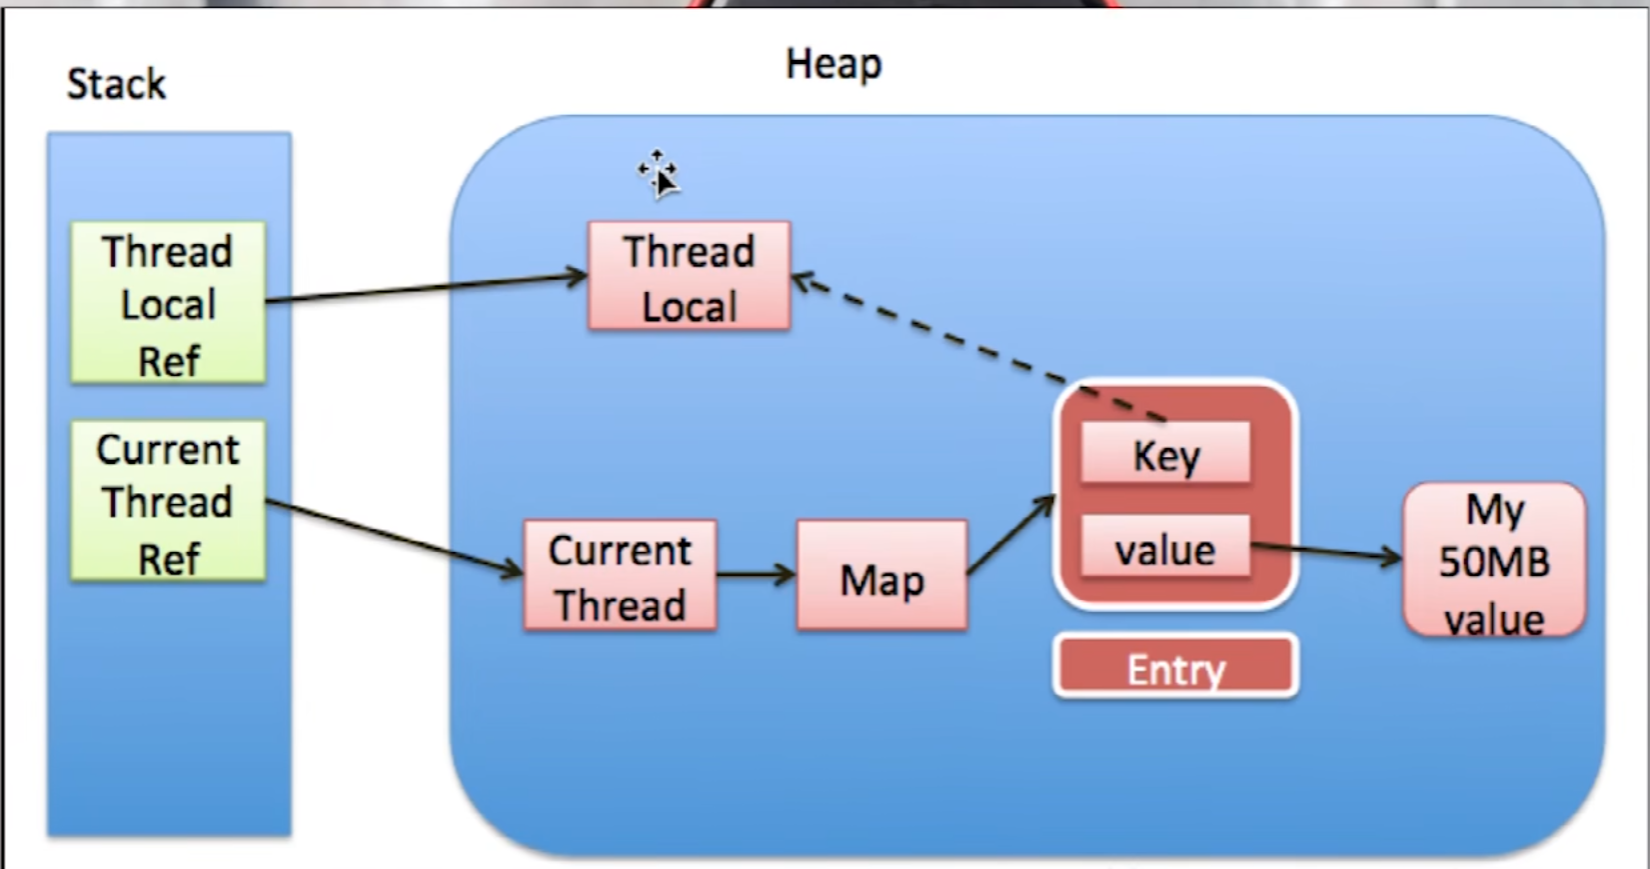 Stack
Heap
Thread
Local
Ref
Thread
Local
Current
Thread
Ref
Current
Thread
Map
Key
value
My
50MB
value
Entry